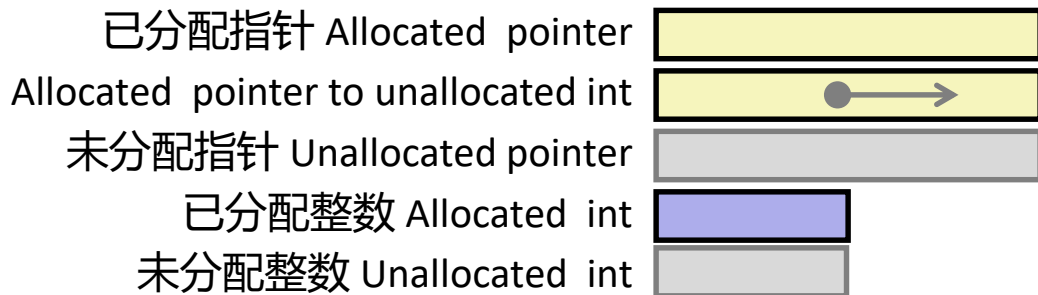 已分配指针 Allocated pointer
Allocated pointer to unallocated int
未分配指针 Unallocated pointer
已分配整数 Allocated int
未分配整数 Unallocated int